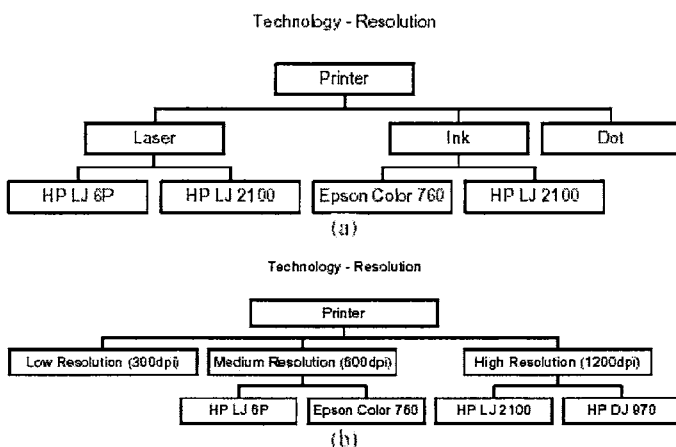 Technology - Resolution
Printer
Laser Ink Dot
HP LJ 6P HP LJ 2100 Epson Color 760 HP LJ 2100
(a)
Technology - Resolution
Printer
Low Resolution (300dpi) Medium Resolution (600dpi) High Resolution (1200dpi)
HP LJ 6P Epson Color 760 HP LJ 2100 HP DJ 970
(b)